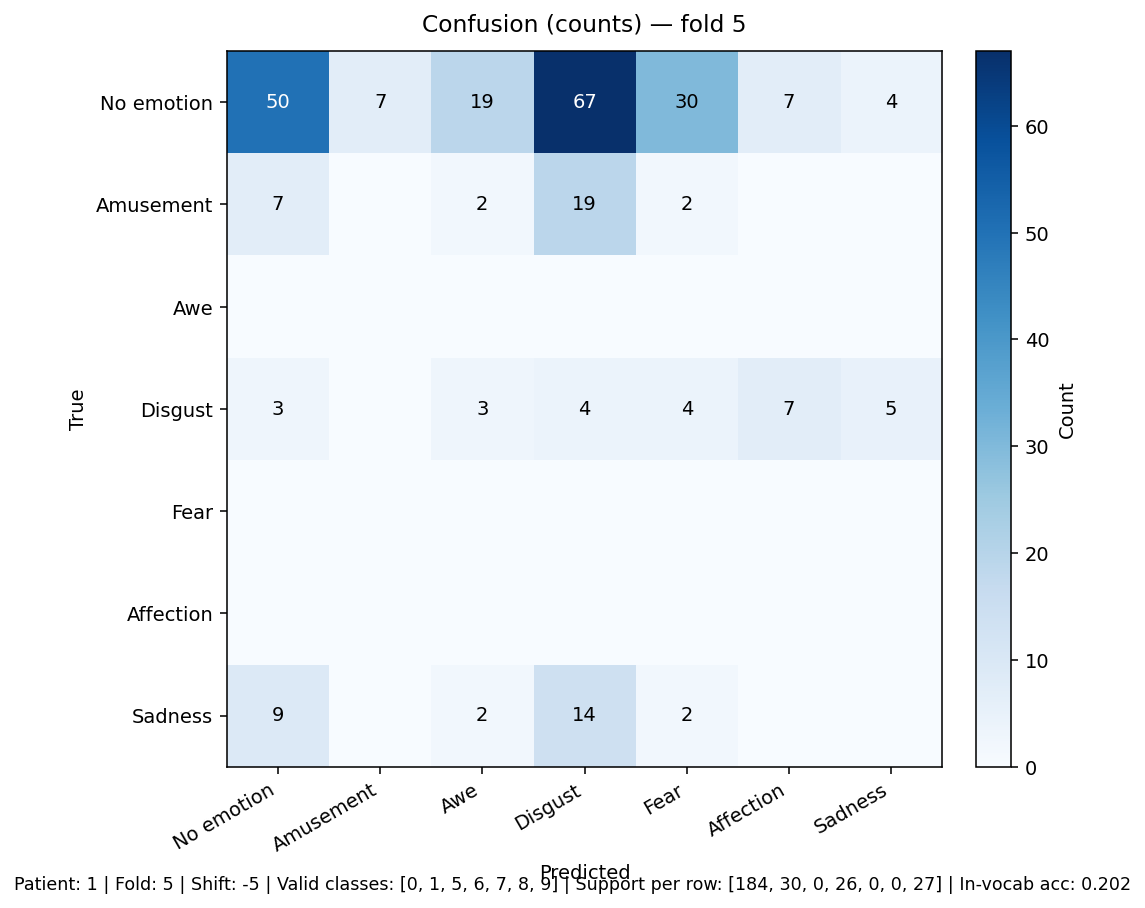 Confusion (counts) — fold 5
No emotion 50 7 19 67 30 7 4
Amusement 7 2 19 2
Awe
Disgust 3 3 4 4 7 5
Fear
Affection
Sadness 9 2 14 2
True
No emotion Amusement Awe Disgust Fear Affection Sadness
Predicted
60
50
40
30
20
10
0
Count
Patient: 1 | Fold: 5 | Shift: -5 | Valid classes: [0, 1, 5, 6, 7, 8, 9] | Support per row: [184, 30, 0, 26, 0, 0, 27] | In-vocab acc: 0.202